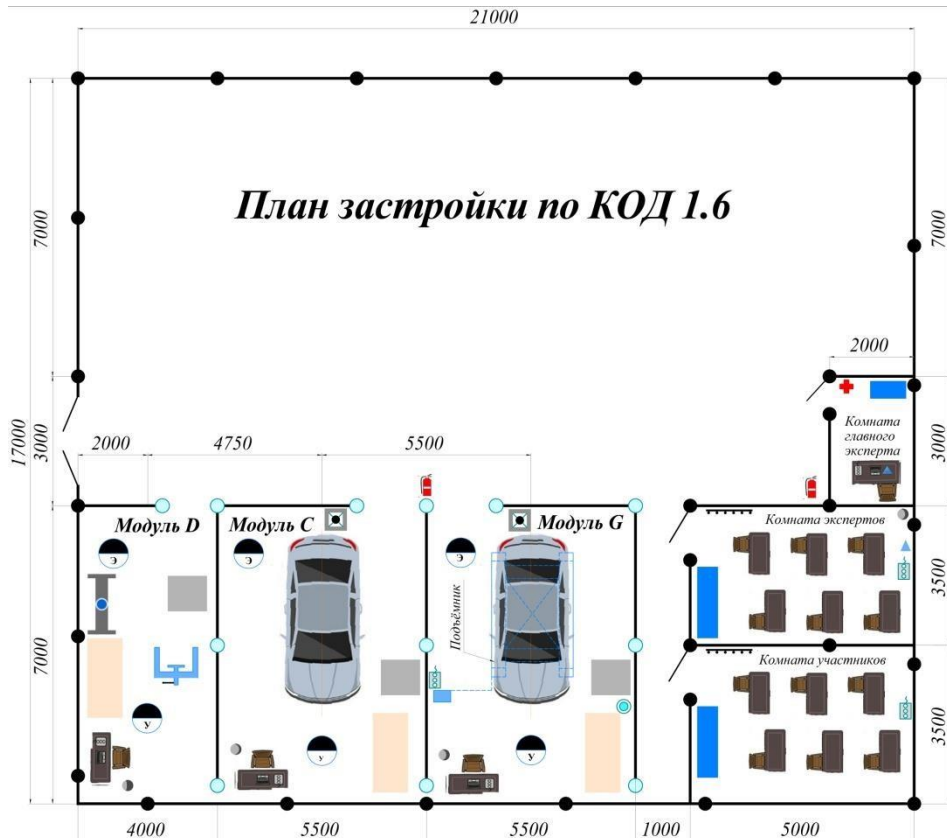 21000
План застройки по КОД 1.6
7000
7000
2000
17000
3000
2000
4750
5500
Комната
главного
эксперта
3000
Модуль D
Модуль C
Модуль G
Комната экспертов
Э
Э
Э
3500
Подъёмник
7000
Комната участников
У
У
У
3500
4000
5500
5500
1000
5000